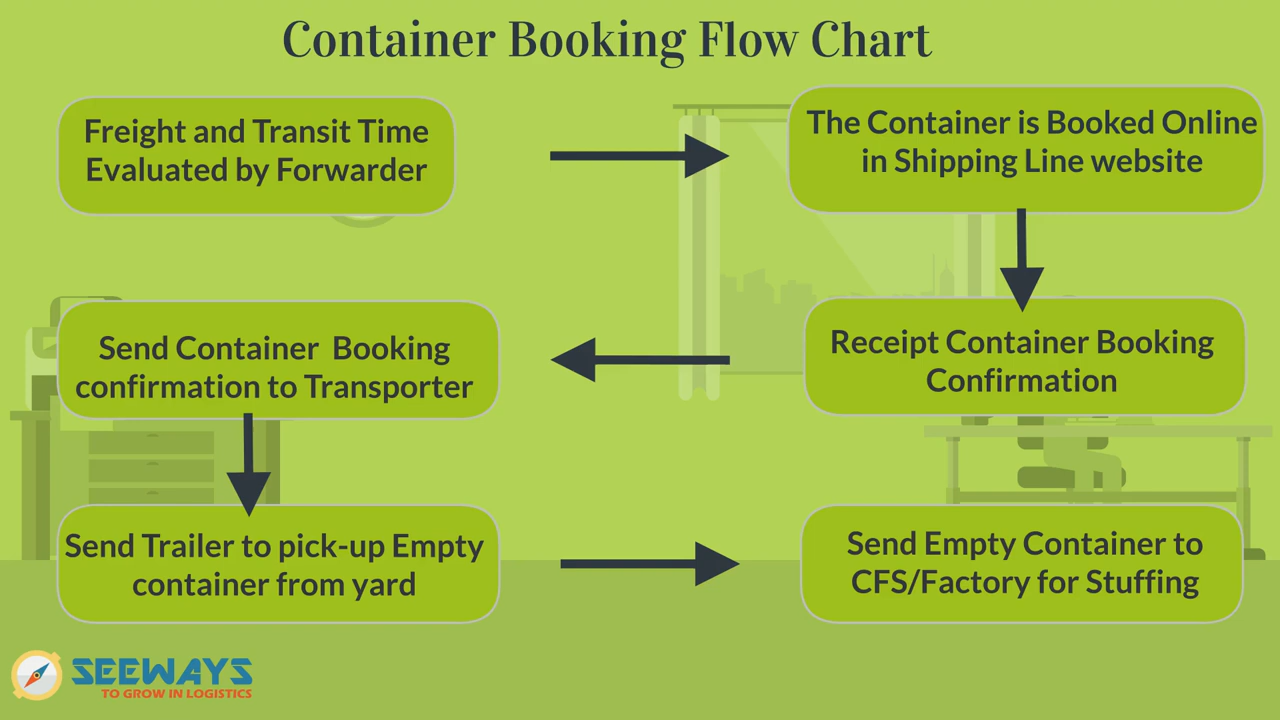 Container Booking Flow Chart
Freight and Transit Time
Evaluated by Forwarder
The Container is Booked Online
in Shipping Line website
Receipt Container Booking
Confirmation
Send Container  Booking
confirmation to Transporter
Send Trailer to pick-up Empty
container from yard
Send Empty Container to
CFS/Factory for Stuffing
SEEWAYS
TO GROW IN LOGISTICS